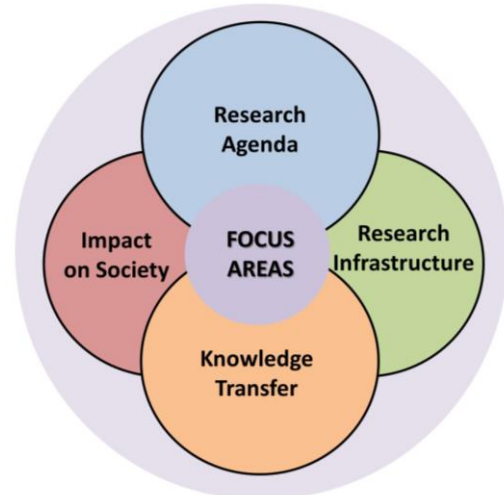 Research
Agenda
Impact
on Society
FOCUS
AREAS
Research
Infrastructure
Knowledge
Transfer